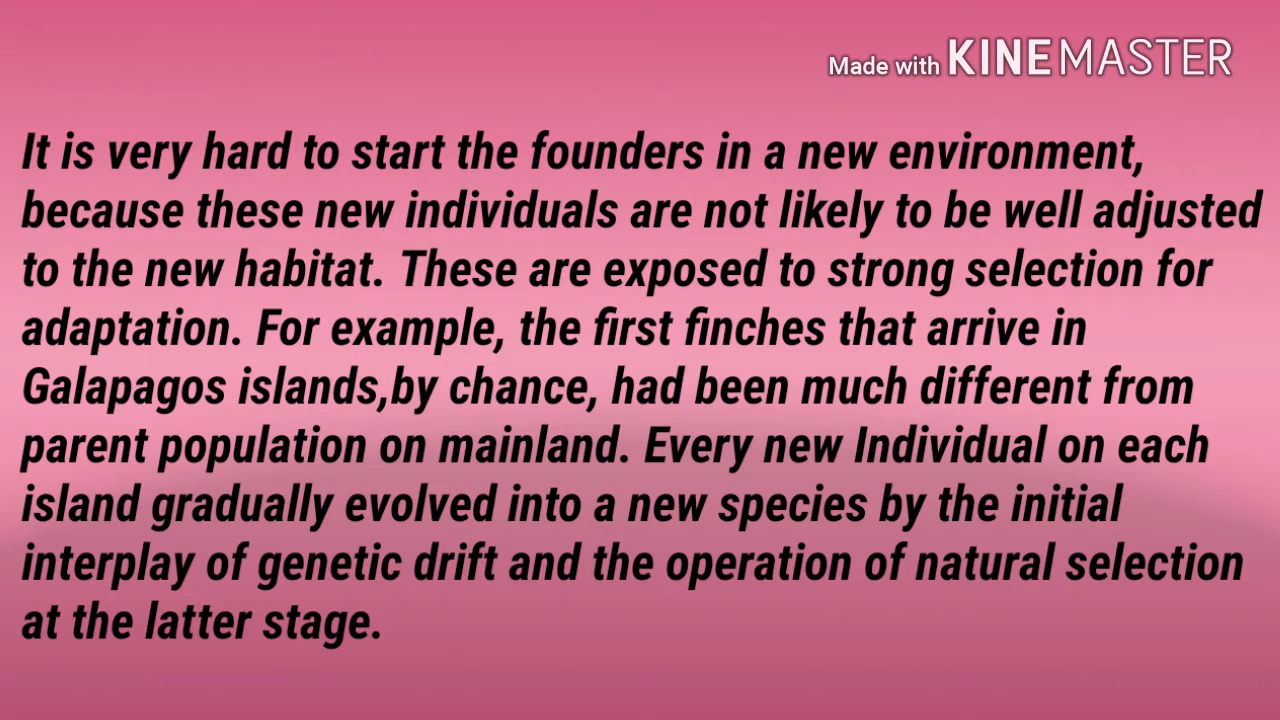 Made with KINEMASTER
It is very hard to start the founders in a new environment,
because these new individuals are not likely to be well adjusted
to the new habitat. These are exposed to strong selection for
adaptation. For example, the first finches that arrive in
Galapagos islands,by chance, had been much different from
parent population on mainland. Every new Individual on each
island gradually evolved into a new species by the initial
interplay of genetic drift and the operation of natural selection
at the latter stage.